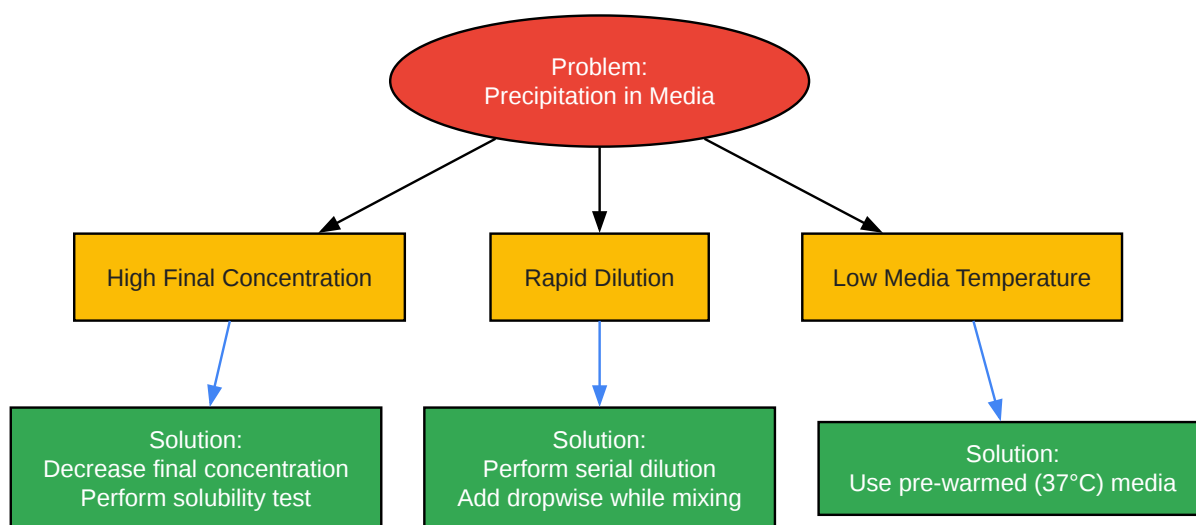 Problem:
Precipitation in Media
High Final Concentration
Rapid Dilution
Low Media Temperature
Solution:
Decrease final concentration
Perform solubility test
Solution:
Perform serial dilution
Add dropwise while mixing
Solution:
Use pre-warmed (37°C) media